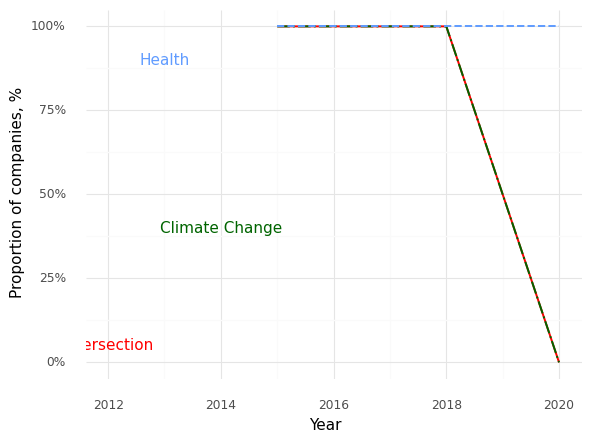 100%
Health
75%
Proportion of companies, %
50%
Climate Change
25%
ersection
0%
2012 2014 2016 2018 2020
Year